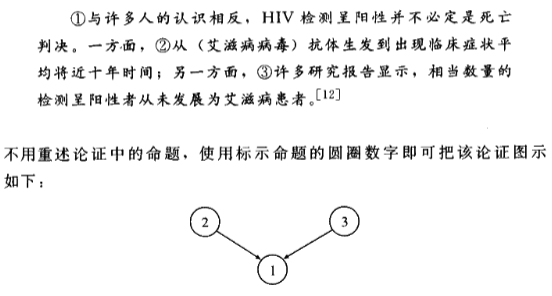 ①与许多人的认识相反，HIV 检测呈阳性并不必定是死亡
判决。一方面，②从（艾滋病病毒）抗体生发到出现临床症状平
均将近十年时间；另一方面，③许多研究报告显示，相当数量的
检测呈阳性者从未发展为艾滋病患者。[12]
不用重述论证中的命题，使用标示命题的圆圈数字即可把该论证图示
如下：
2 3
1